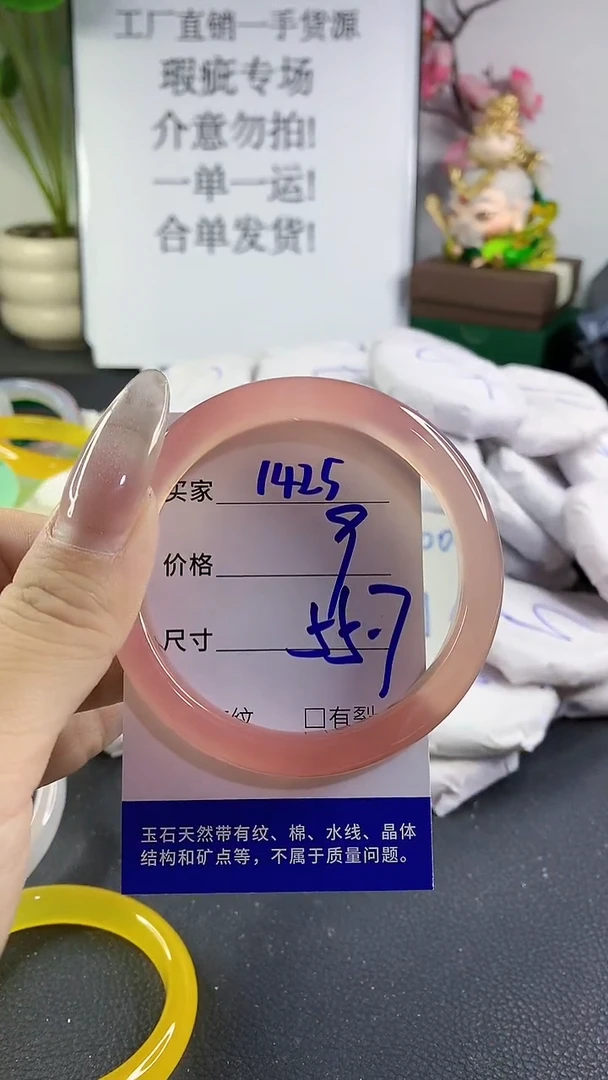 工厂直销一手货源
瑕疵专场
介意勿拍!
一单一运!
合单发货!
买家 1425
价格 9
尺寸 55.7
纹 □有裂
玉石天然带有纹、棉、水线、晶体
结构和矿点等，不属于质量问题。